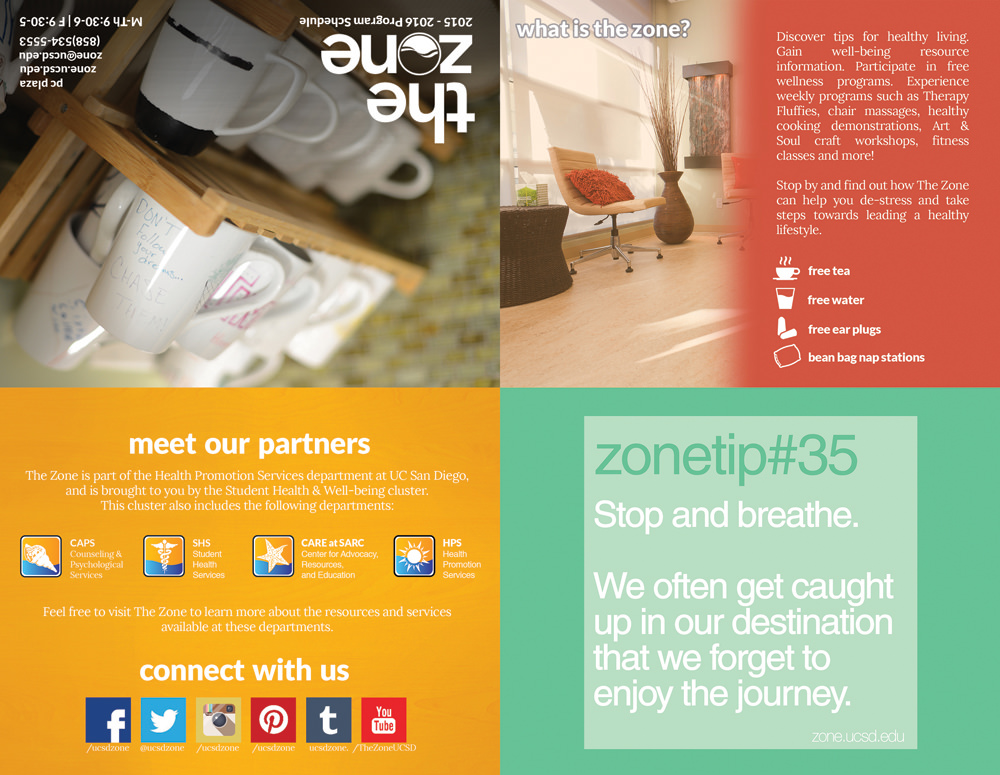 the
zone
2015 - 2016 Program Schedule
pc plaza
zone.ucsd.edu
zone@ucsd.edu
(858)534-5553
M-Th 9:30-6 | F 9:30-5
DON'T
Follow
your
dreams...
CHASE
THEM!
what is the zone?
Discover tips for healthy living.
Gain well-being resource
information. Participate in free
wellness programs. Experience
weekly programs such as Therapy
Fluffies, chair massages, healthy
cooking demonstrations, Art &
Soul craft workshops, fitness
classes and more!
Stop by and find out how The Zone
can help you de-stress and take
steps towards leading a healthy
lifestyle.
free tea
free water
free ear plugs
bean bag nap stations
meet our partners
The Zone is part of the Health Promotion Services department at UC San Diego,
and is brought to you by the Student Health & Well-being cluster.
This cluster also includes the following departments:
CAPS
Counseling &
Psychological
Services
SHS
Student
Health
Services
CARE at SARC
Center for Advocacy,
Resources,
and Education
HPS
Health
Promotion
Services
Feel free to visit The Zone to learn more about the resources and services
available at these departments.
connect with us
f
t
You
Tube
/ucsdzone
@ucsdzone
/ucsdzone
/ucsdzone
ucsdzone.
/TheZoneUCSD
zonetip#35
Stop and breathe.
We often get caught
up in our destination
that we forget to
enjoy the journey.
zone.ucsd.edu